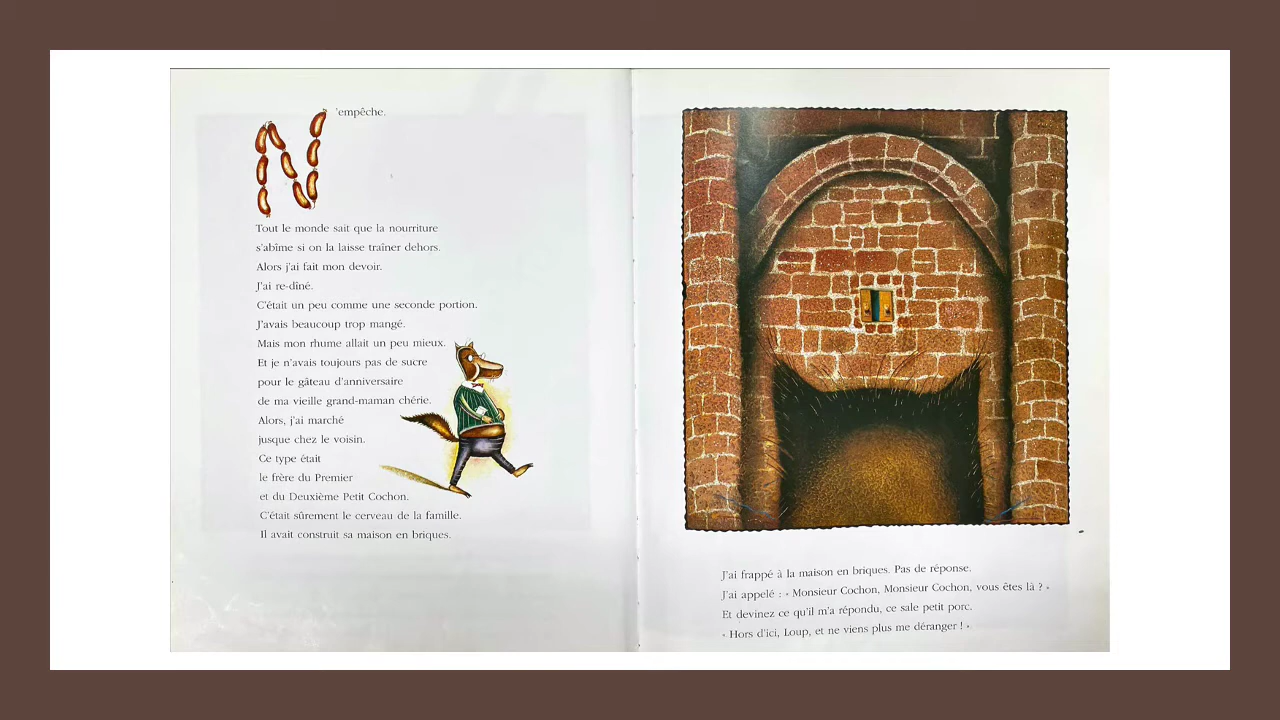 N'empêche.
Tout le monde sait que la nourriture
s'abîme si on la laisse traîner dehors.
Alors j'ai fait mon devoir.
J'ai re-dîné.
C'était un peu comme une seconde portion.
J'avais beaucoup trop mangé.
Mais mon rhume allait un peu mieux.
Et je n'avais toujours pas de sucre
pour le gâteau d'anniversaire
de ma vieille grand-maman chérie.
Alors, j'ai marché
jusque chez le voisin.
Ce type était
le frère du Premier
et du Deuxième Petit Cochon.
C'était sûrement le cerveau de la famille.
Il avait construit sa maison en briques.
J'ai frappé à la maison en briques. Pas de réponse.
J'ai appelé : « Monsieur Cochon, Monsieur Cochon, vous êtes là ? »
Et devinez ce qu'il m'a répondu, ce sale petit porc.
« Hors d'ici, Loup, et ne viens plus me déranger ! »